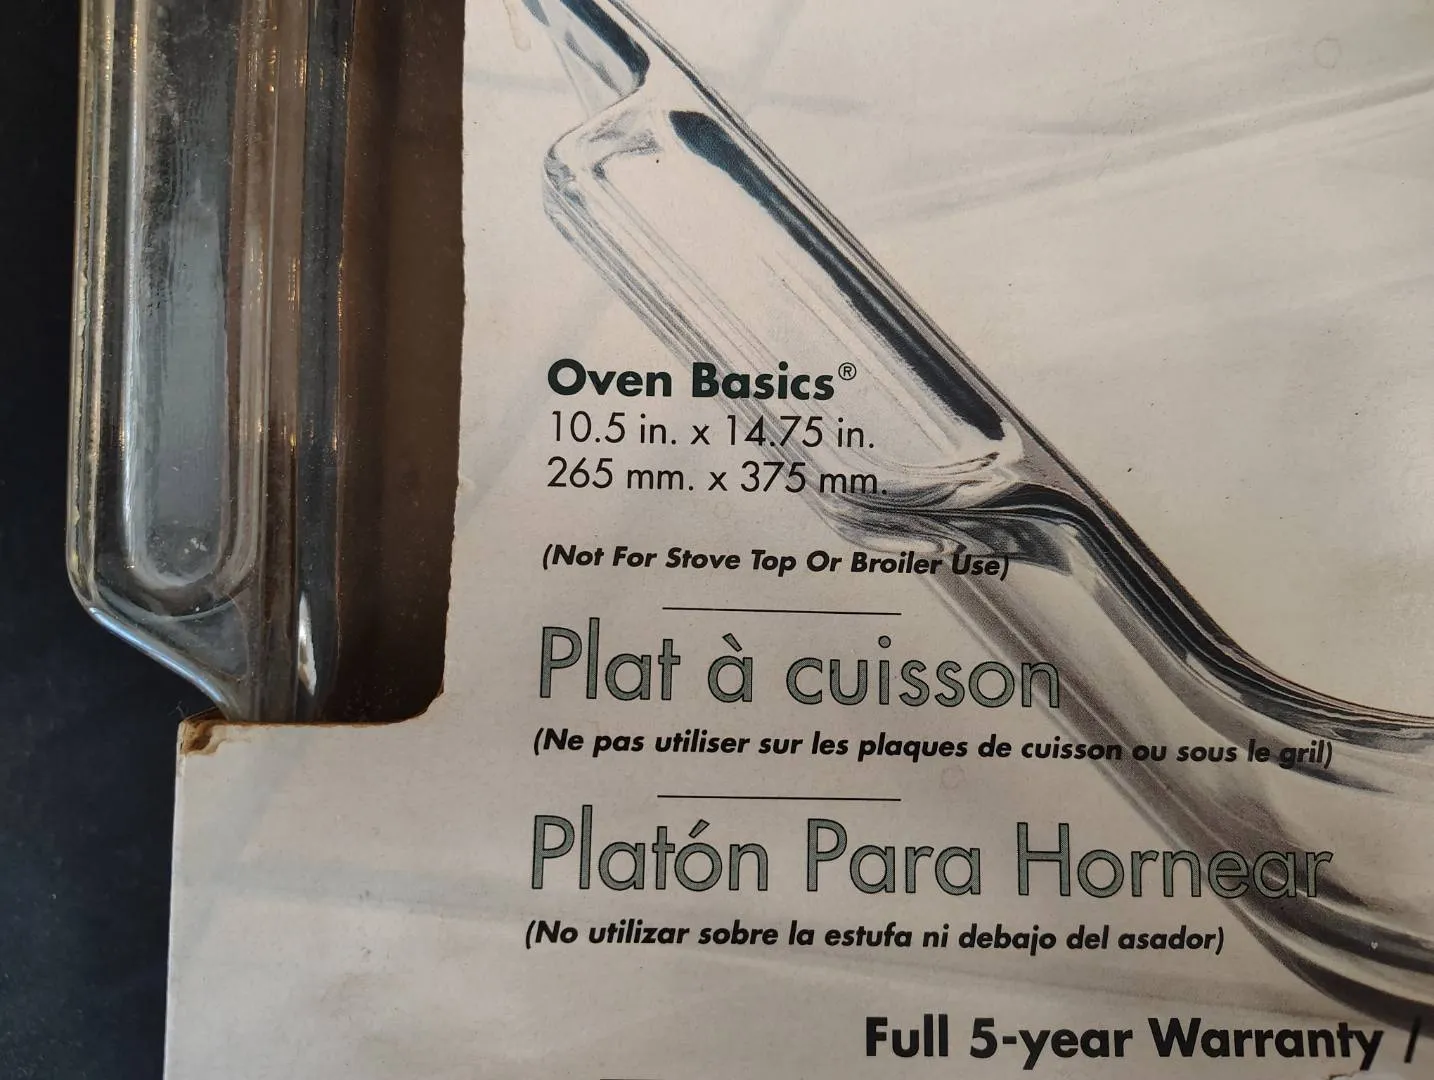 Oven Basics®
10.5 in. x 14.75 in.
265 mm. x 375 mm.
(Not For Stove Top Or Broiler Use)
Plat à cuisson
(Ne pas utiliser sur les plaques de cuisson ou sous le gril)
Platón Para Hornear
(No utilizar sobre la estufa ni debajo del asador)
Full 5-year Warranty /